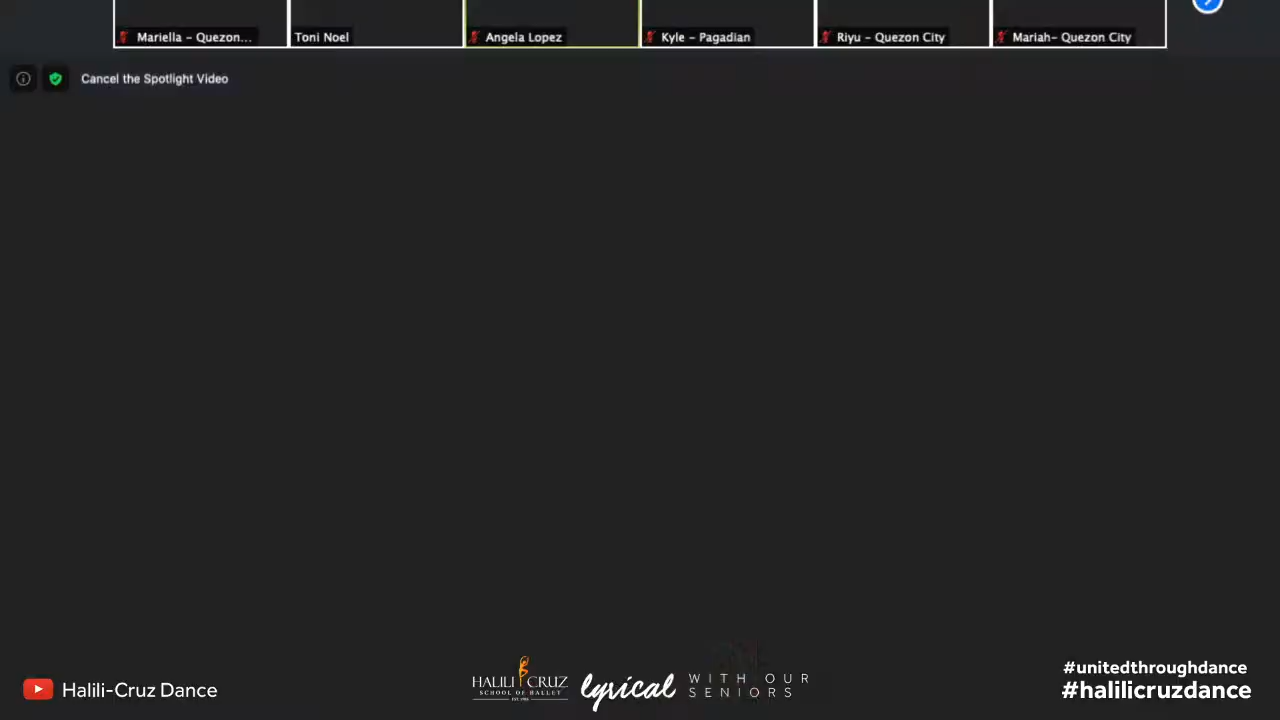 Mariella - Quezon...
Toni Noel
Angela Lopez
Kyle - Pagadian
Riyu - Quezon City
Mariah- Quezon City
Cancel the Spotlight Video
Halili-Cruz Dance
HALILI CRUZ
SCHOOL OF BALLET
lyrical
WITH OUR
SENIORS
#unitedthroughdance
#halilicruzdance